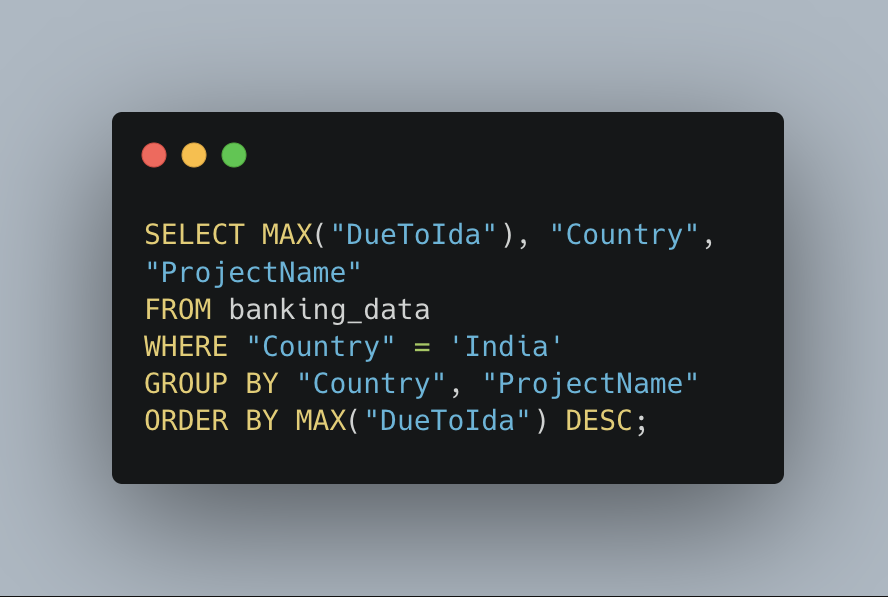 SELECT MAX("DueToIda"), "Country",
"ProjectName"
FROM banking_data
WHERE "Country" = 'India'
GROUP BY "Country", "ProjectName"
ORDER BY MAX("DueToIda") DESC;